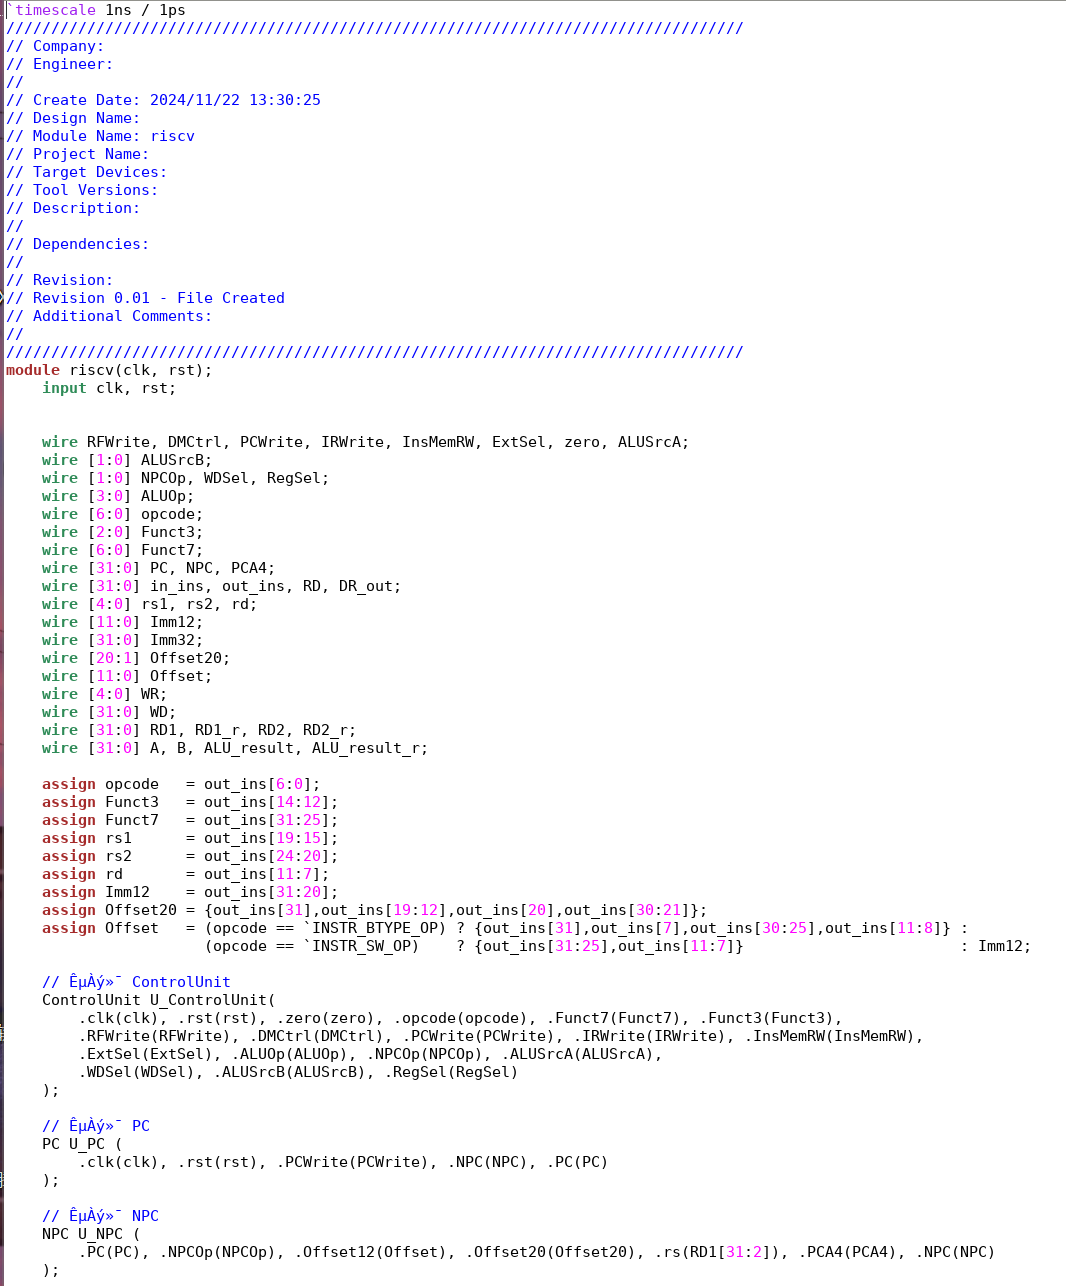 `timescale 1ns / 1ps
//////////////////////////////////////////////////////////////////////////////////
// Company:
// Engineer:
//
// Create Date: 2024/11/22 13:30:25
// Design Name:
// Module Name: riscv
// Project Name:
// Target Devices:
// Tool Versions:
// Description:
//
// Dependencies:
//
// Revision:
// Revision 0.01 - File Created
// Additional Comments:
//
//////////////////////////////////////////////////////////////////////////////////
module riscv(clk, rst);
    input clk, rst;
    wire RFWrite, DMCtrl, PCWrite, IRWrite, InsMemRW, ExtSel, zero, ALUSrcA;
    wire [1:0] ALUSrcB;
    wire [1:0] NPCOp, WDSel, RegSel;
    wire [3:0] ALUOp;
    wire [6:0] opcode;
    wire [2:0] Funct3;
    wire [6:0] Funct7;
    wire [31:0] PC, NPC, PCA4;
    wire [31:0] in_ins, out_ins, RD, DR_out;
    wire [4:0] rs1, rs2, rd;
    wire [11:0] Imm12;
    wire [31:0] Imm32;
    wire [20:1] Offset20;
    wire [11:0] Offset;
    wire [4:0] WR;
    wire [31:0] WD;
    wire [31:0] RD1, RD1_r, RD2, RD2_r;
    wire [31:0] A, B, ALU_result, ALU_result_r;
    assign opcode   = out_ins[6:0];
    assign Funct3   = out_ins[14:12];
    assign Funct7   = out_ins[31:25];
    assign rs1      = out_ins[19:15];
    assign rs2      = out_ins[24:20];
    assign rd       = out_ins[11:7];
    assign Imm12    = out_ins[31:20];
    assign Offset20 = {out_ins[31],out_ins[19:12],out_ins[20],out_ins[30:21]};
    assign Offset   = (opcode == `INSTR_BTYPE_OP) ? {out_ins[31],out_ins[7],out_ins[30:25],out_ins[11:8]} :
                      (opcode == `INSTR_SW_OP)    ? {out_ins[31:25],out_ins[11:7]}                        : Imm12;
    // ÊµÀý»¯ ControlUnit
    ControlUnit U_ControlUnit(
        .clk(clk), .rst(rst), .zero(zero), .opcode(opcode), .Funct7(Funct7), .Funct3(Funct3),
        .RFWrite(RFWrite), .DMCtrl(DMCtrl), .PCWrite(PCWrite), .IRWrite(IRWrite), .InsMemRW(InsMemRW),
        .ExtSel(ExtSel), .ALUOp(ALUOp), .NPCOp(NPCOp), .ALUSrcA(ALUSrcA),
        .WDSel(WDSel), .ALUSrcB(ALUSrcB), .RegSel(RegSel)
    );
    // ÊµÀý»¯ PC
    PC U_PC (
        .clk(clk), .rst(rst), .PCWrite(PCWrite), .NPC(NPC), .PC(PC)
    );
    // ÊµÀý»¯ NPC
    NPC U_NPC (
        .PC(PC), .NPCOp(NPCOp), .Offset12(Offset), .Offset20(Offset20), .rs(RD1[31:2]), .PCA4(PCA4), .NPC(NPC)
    );